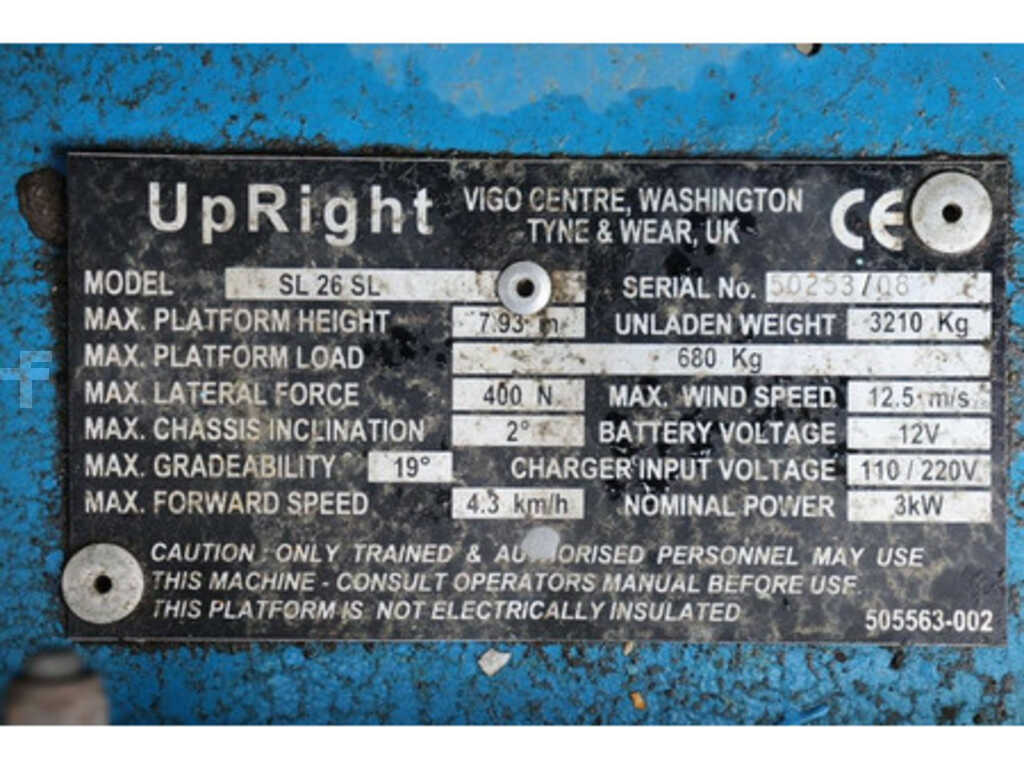 UpRight
VIGO CENTRE, WASHINGTON
TYNE & WEAR, UK
CE
MODEL SL 26 SL
SERIAL No. 50253/08
MAX. PLATFORM HEIGHT 7.93 m
UNLADEN WEIGHT 3210 Kg
MAX. PLATFORM LOAD 680 Kg
MAX. LATERAL FORCE 400 N
MAX. WIND SPEED 12.5 m/s
MAX. CHASSIS INCLINATION 2°
BATTERY VOLTAGE 12V
MAX. GRADEABILITY 19°
CHARGER INPUT VOLTAGE 110 / 220V
MAX. FORWARD SPEED 4.3 km/h
NOMINAL POWER 3kW
CAUTION : ONLY TRAINED & AUTHORISED PERSONNEL MAY USE
THIS MACHINE - CONSULT OPERATORS MANUAL BEFORE USE.
THIS PLATFORM IS NOT ELECTRICALLY INSULATED
505563-002